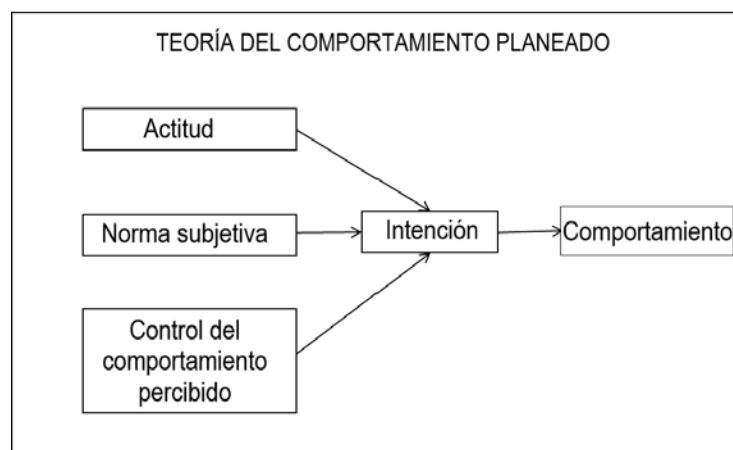 TEORÍA DEL COMPORTAMIENTO PLANEADO
Actitud
Norma subjetiva
Intención
Comportamiento
Control del
comportamiento
percibido